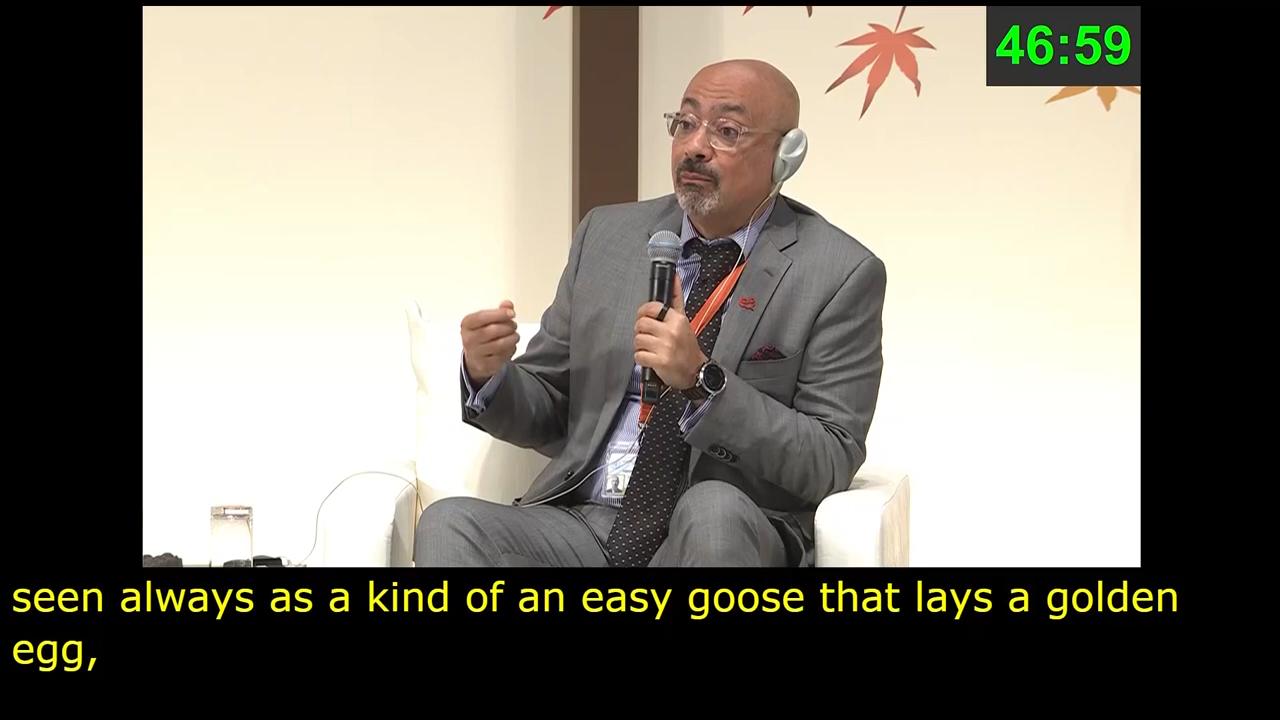 46:59
seen always as a kind of an easy goose that lays a golden
egg,